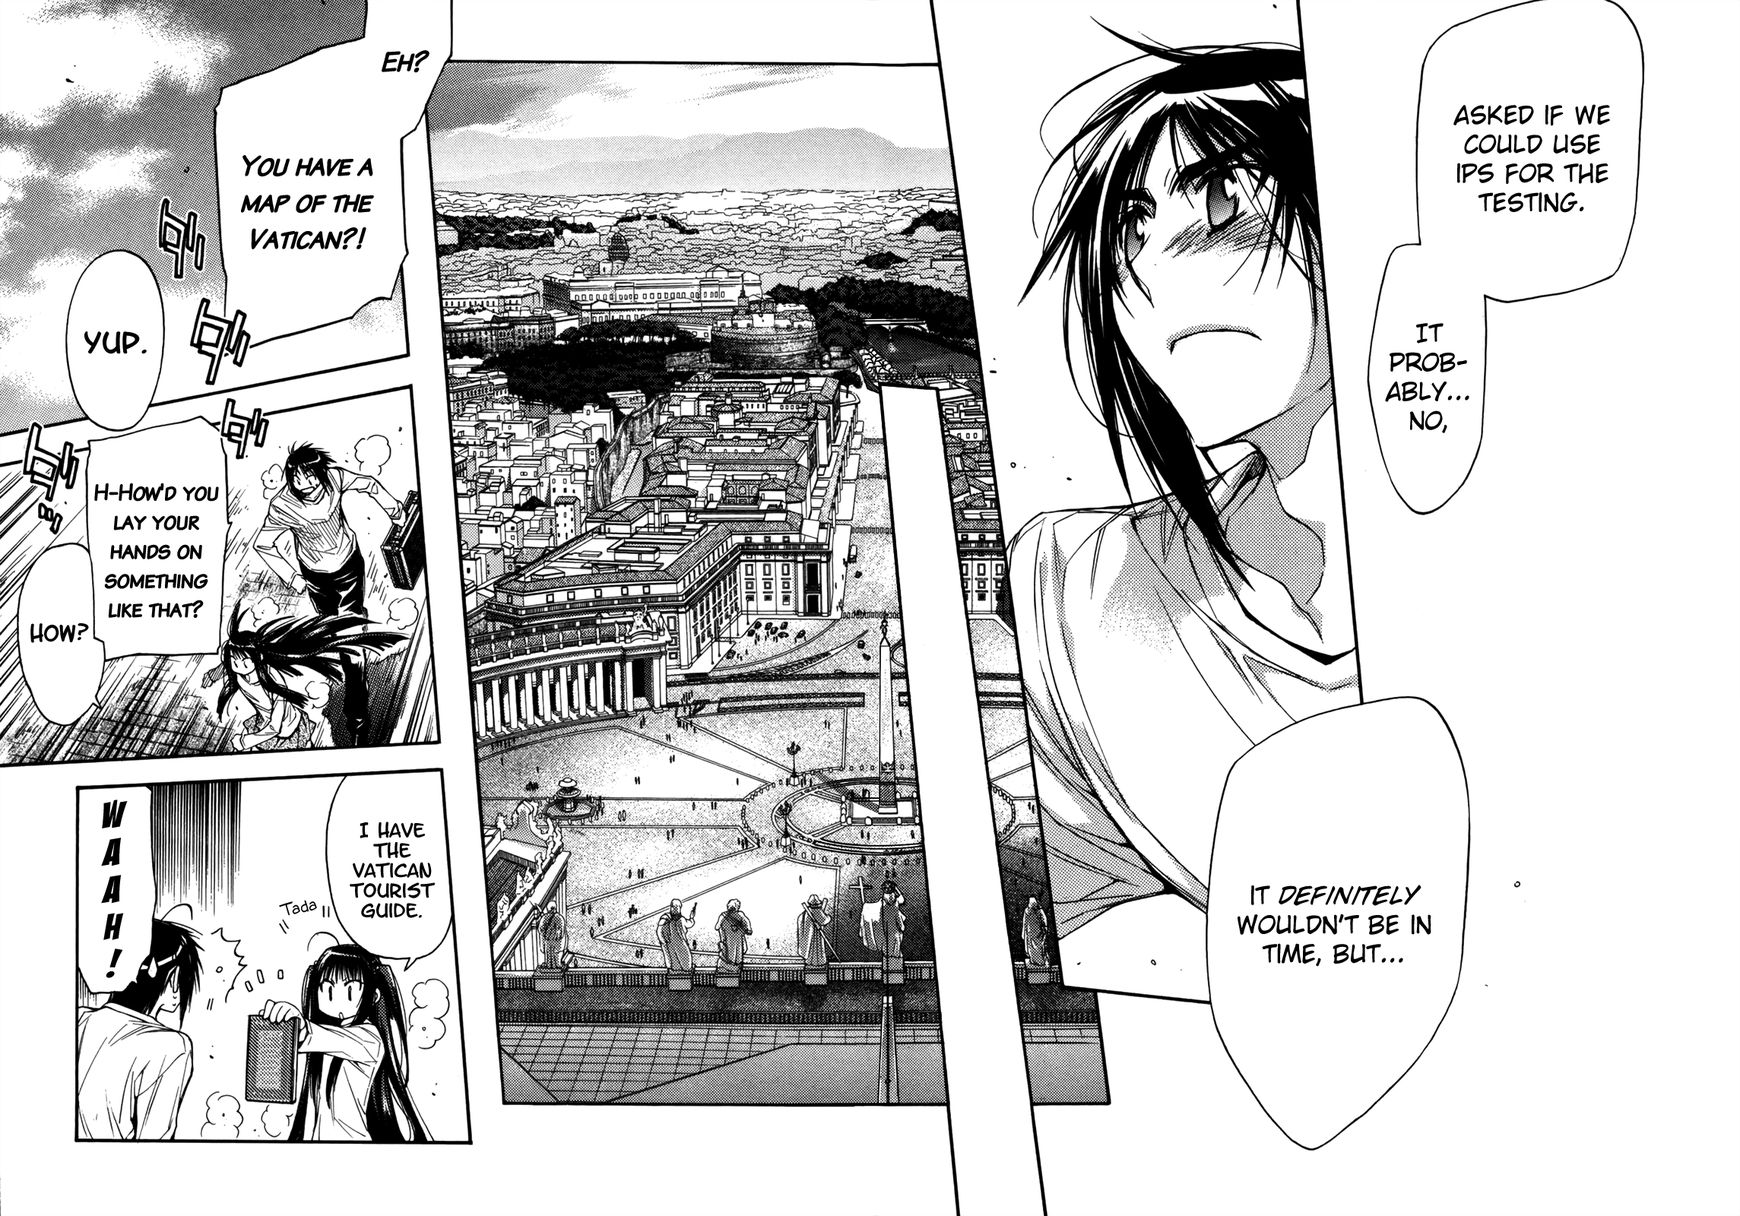 ASKED IF WE
COULD USE
IPS FOR THE
TESTING.
IT
PROB-
ABLY...
NO,
IT DEFINITELY
WOULDN'T BE IN
TIME, BUT...
EH?
YOU HAVE A
MAP OF THE
VATICAN?!
YUP.
H-HOW'D YOU
LAY YOUR
HANDS ON
SOMETHING
LIKE THAT?
HOW?
I HAVE
THE
VATICAN
TOURIST
GUIDE.
Tada
WAAH!